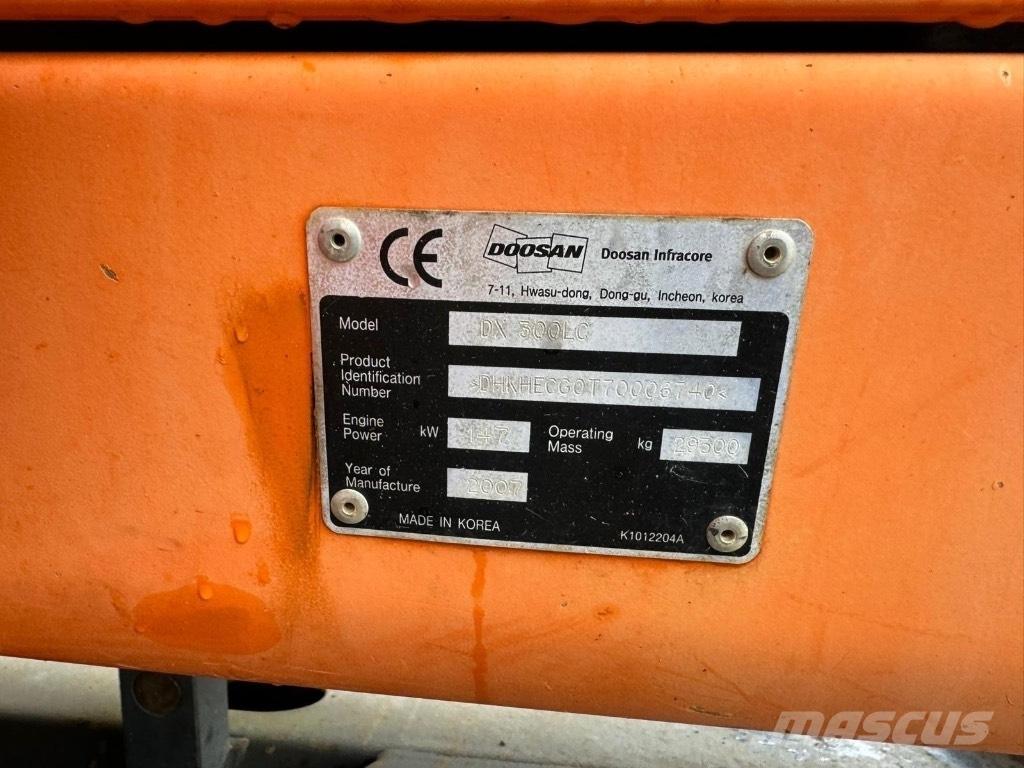 CE DOOSAN Doosan Infracore
7-11, Hwasu-dong, Dong-gu, Incheon, korea
Model DX 300LC
Product
Identification
Number >DHKHECG0T70006740<
Engine
Power kW 147 Operating
Mass kg 29300
Year of
Manufacture 2007
MADE IN KOREA K1012204A
mascus